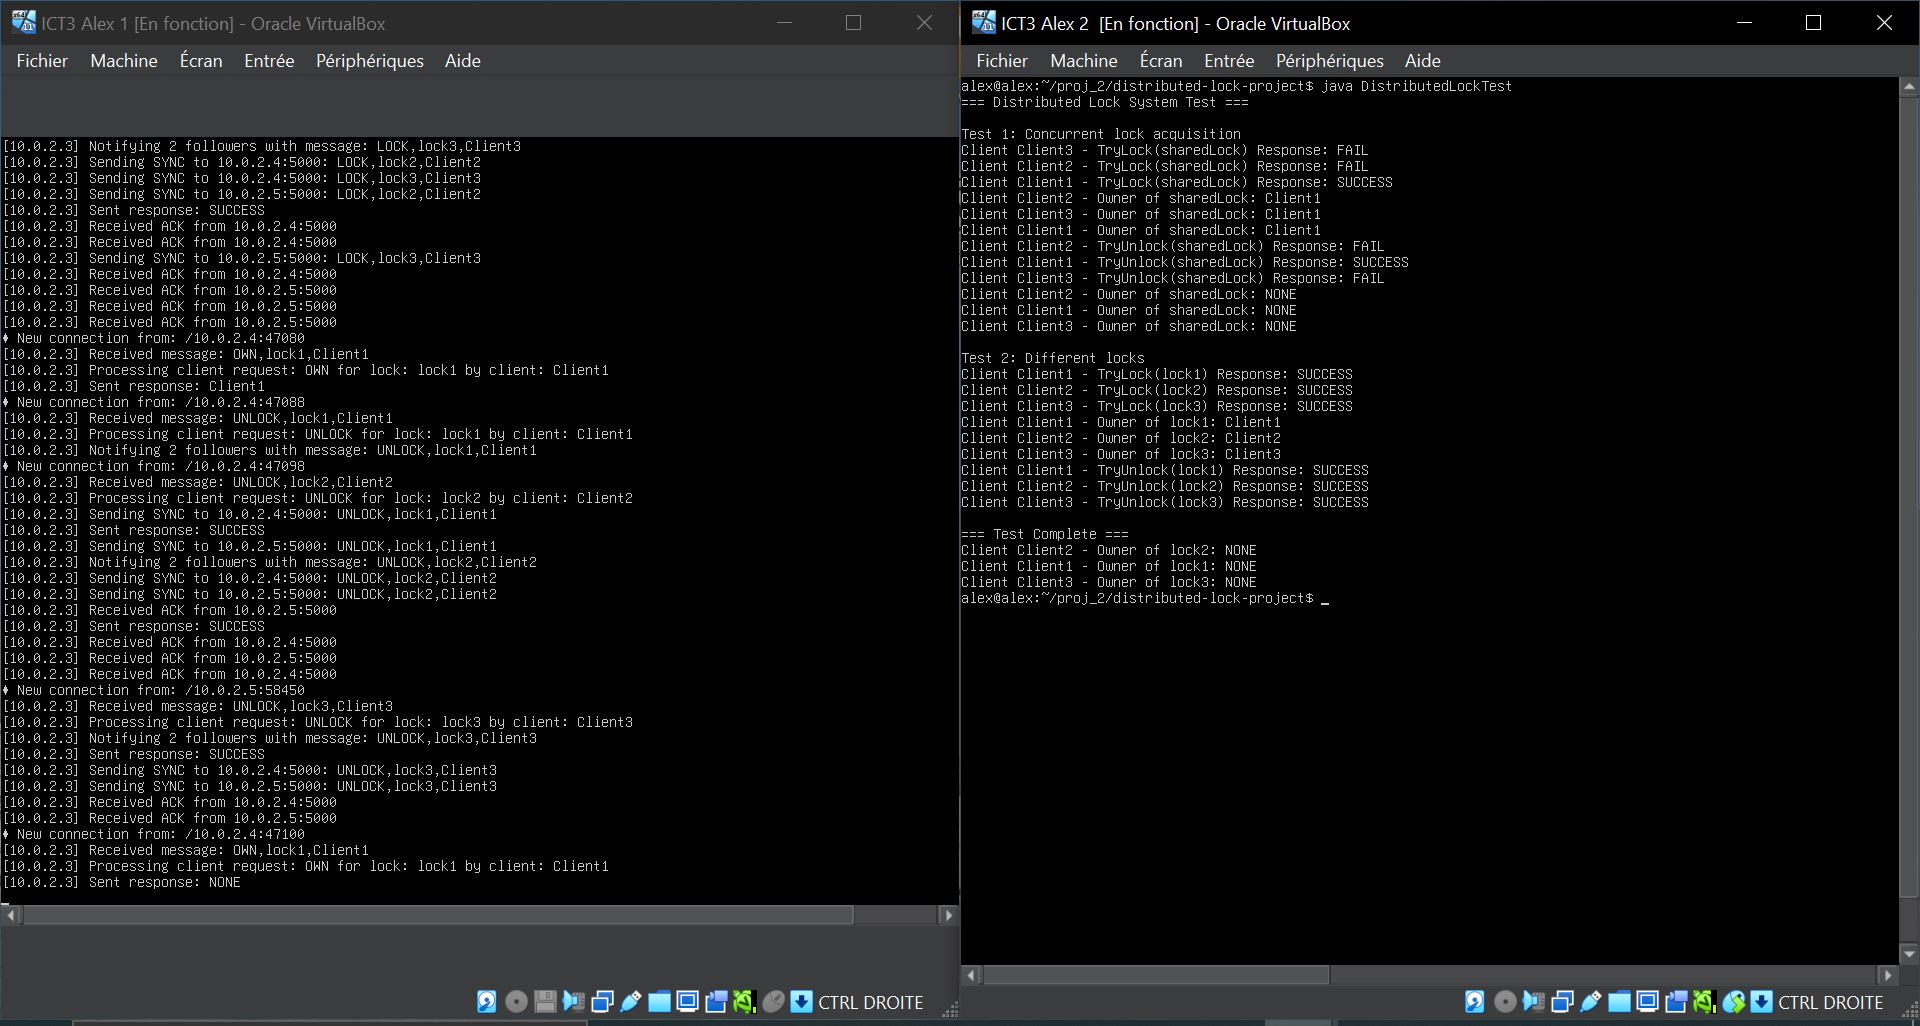 ICT3 Alex 1 [En fonction] - Oracle VirtualBox
Fichier Machine Écran Entrée Périphériques Aide
[10.0.2.3] Notifying 2 followers with message: LOCK,lock3,Client3
[10.0.2.3] Sending SYNC to 10.0.2.4:5000: LOCK,lock2,Client2
[10.0.2.3] Sending SYNC to 10.0.2.4:5000: LOCK,lock3,Client3
[10.0.2.3] Sending SYNC to 10.0.2.5:5000: LOCK,lock2,Client2
[10.0.2.3] Sent response: SUCCESS
[10.0.2.3] Received ACK from 10.0.2.4:5000
[10.0.2.3] Received ACK from 10.0.2.4:5000
[10.0.2.3] Sending SYNC to 10.0.2.5:5000: LOCK,lock3,Client3
[10.0.2.3] Received ACK from 10.0.2.4:5000
[10.0.2.3] Received ACK from 10.0.2.5:5000
[10.0.2.3] Received ACK from 10.0.2.5:5000
[10.0.2.3] Received ACK from 10.0.2.5:5000
♦ New connection from: /10.0.2.4:47080
[10.0.2.3] Received message: OWN,lock1,Client1
[10.0.2.3] Processing client request: OWN for lock: lock1 by client: Client1
[10.0.2.3] Sent response: Client1
♦ New connection from: /10.0.2.4:47088
[10.0.2.3] Received message: UNLOCK,lock1,Client1
[10.0.2.3] Processing client request: UNLOCK for lock: lock1 by client: Client1
[10.0.2.3] Notifying 2 followers with message: UNLOCK,lock1,Client1
♦ New connection from: /10.0.2.4:47098
[10.0.2.3] Received message: UNLOCK,lock2,Client2
[10.0.2.3] Processing client request: UNLOCK for lock: lock2 by client: Client2
[10.0.2.3] Sending SYNC to 10.0.2.4:5000: UNLOCK,lock1,Client1
[10.0.2.3] Sent response: SUCCESS
[10.0.2.3] Sending SYNC to 10.0.2.5:5000: UNLOCK,lock1,Client1
[10.0.2.3] Notifying 2 followers with message: UNLOCK,lock2,Client2
[10.0.2.3] Sending SYNC to 10.0.2.4:5000: UNLOCK,lock2,Client2
[10.0.2.3] Sending SYNC to 10.0.2.5:5000: UNLOCK,lock2,Client2
[10.0.2.3] Received ACK from 10.0.2.5:5000
[10.0.2.3] Sent response: SUCCESS
[10.0.2.3] Received ACK from 10.0.2.4:5000
[10.0.2.3] Received ACK from 10.0.2.5:5000
[10.0.2.3] Received ACK from 10.0.2.4:5000
♦ New connection from: /10.0.2.5:58450
[10.0.2.3] Received message: UNLOCK,lock3,Client3
[10.0.2.3] Processing client request: UNLOCK for lock: lock3 by client: Client3
[10.0.2.3] Notifying 2 followers with message: UNLOCK,lock3,Client3
[10.0.2.3] Sent response: SUCCESS
[10.0.2.3] Sending SYNC to 10.0.2.4:5000: UNLOCK,lock3,Client3
[10.0.2.3] Sending SYNC to 10.0.2.5:5000: UNLOCK,lock3,Client3
[10.0.2.3] Received ACK from 10.0.2.4:5000
[10.0.2.3] Received ACK from 10.0.2.5:5000
♦ New connection from: /10.0.2.4:47100
[10.0.2.3] Received message: OWN,lock1,Client1
[10.0.2.3] Processing client request: OWN for lock: lock1 by client: Client1
[10.0.2.3] Sent response: NONE
CTRL DROITE
ICT3 Alex 2 [En fonction] - Oracle VirtualBox
Fichier Machine Écran Entrée Périphériques Aide
alex@alex:~/proj_2/distributed-lock-project$ java DistributedLockTest
=== Distributed Lock System Test ===
Test 1: Concurrent lock acquisition
Client Client3 - TryLock(sharedLock) Response: FAIL
Client Client2 - TryLock(sharedLock) Response: FAIL
Client Client1 - TryLock(sharedLock) Response: SUCCESS
Client Client2 - Owner of sharedLock: Client1
Client Client3 - Owner of sharedLock: Client1
Client Client1 - Owner of sharedLock: Client1
Client Client2 - TryUnlock(sharedLock) Response: FAIL
Client Client1 - TryUnlock(sharedLock) Response: SUCCESS
Client Client3 - TryUnlock(sharedLock) Response: FAIL
Client Client2 - Owner of sharedLock: NONE
Client Client1 - Owner of sharedLock: NONE
Client Client3 - Owner of sharedLock: NONE
Test 2: Different locks
Client Client1 - TryLock(lock1) Response: SUCCESS
Client Client2 - TryLock(lock2) Response: SUCCESS
Client Client3 - TryLock(lock3) Response: SUCCESS
Client Client1 - Owner of lock1: Client1
Client Client2 - Owner of lock2: Client2
Client Client3 - Owner of lock3: Client3
Client Client1 - TryUnlock(lock1) Response: SUCCESS
Client Client2 - TryUnlock(lock2) Response: SUCCESS
Client Client3 - TryUnlock(lock3) Response: SUCCESS
=== Test Complete ===
Client Client2 - Owner of lock2: NONE
Client Client1 - Owner of lock1: NONE
Client Client3 - Owner of lock3: NONE
alex@alex:~/proj_2/distributed-lock-project$ _
CTRL DROITE